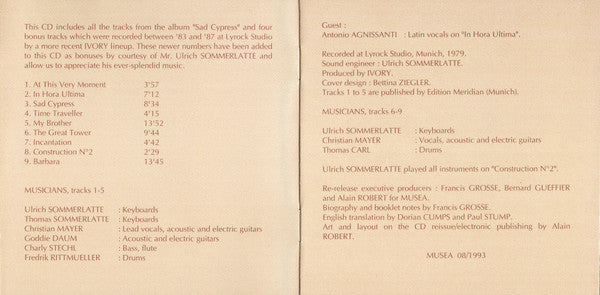 This CD includes all the tracks from the album "Sad Cypress" and four
bonus tracks which were recorded between '83 and '87 at Lyrock Studio
by a more recent IVORY lineup. These newer numbers have been added
to this CD as bonuses by courtesy of Mr. Ulrich SOMMERLATTE and
allow us to appreciate his ever-splendid music.
1. At This Very Moment 3'57
2. In Hora Ultima 7'12
3. Sad Cypress 8'34
4. Time Traveller 4'15
5. My Brother 13'52
6. The Great Tower 9'44
7. Incantation 4'42
8. Construction N°2 2'29
9. Barbara 13'45
MUSICIANS, tracks 1-5
Ulrich SOMMERLATTE : Keyboards
Thomas SOMMERLATTE : Keyboards
Christian MAYER : Lead vocals, acoustic and electric guitars
Goddie DAUM : Acoustic and electric guitars
Charly STECHL : Bass, flute
Fredrik RITTMUELLER : Drums
Guest :
Antonio AGNISSANTI : Latin vocals on "In Hora Ultima".
Recorded at Lyrock Studio, Munich, 1979.
Sound engineer : Ulrich SOMMERLATTE.
Produced by IVORY.
Cover design : Bettina ZIEGLER.
Tracks 1 to 5 are published by Edition Meridian (Munich).
MUSICIANS, tracks 6-9
Ulrich SOMMERLATTE : Keyboards
Christian MAYER : Vocals, acoustic and electric guitars
Thomas CARL : Drums
Ulrich SOMMERLATTE played all instruments on "Construction N°2".
Re-release executive producers : Francis GROSSE, Bernard GUEFFIER
and Alain ROBERT for MUSEA.
Biography and booklet notes by Francis GROSSE.
English translation by Dorian CUMPS and Paul STUMP.
Art and layout on the CD reissue/electronic publishing by Alain
ROBERT.
MUSEA 08/1993